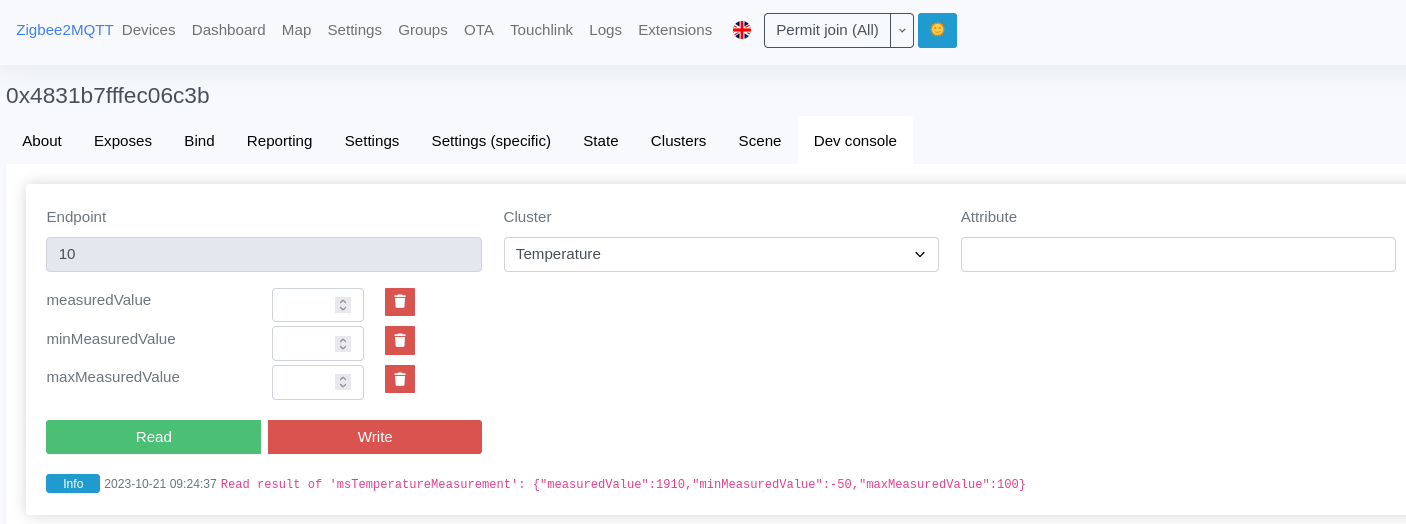 Zigbee2MQTT Devices Dashboard Map Settings Groups OTA Touchlink Logs Extensions Permit join (All)
0x4831b7fffec06c3b
About Exposes Bind Reporting Settings Settings (specific) State Clusters Scene Dev console
Endpoint Cluster Attribute
10 Temperature
measuredValue
minMeasuredValue
maxMeasuredValue
Read Write
Info 2023-10-21 09:24:37 Read result of 'msTemperatureMeasurement': {"measuredValue":1910,"minMeasuredValue":-50,"maxMeasuredValue":100}